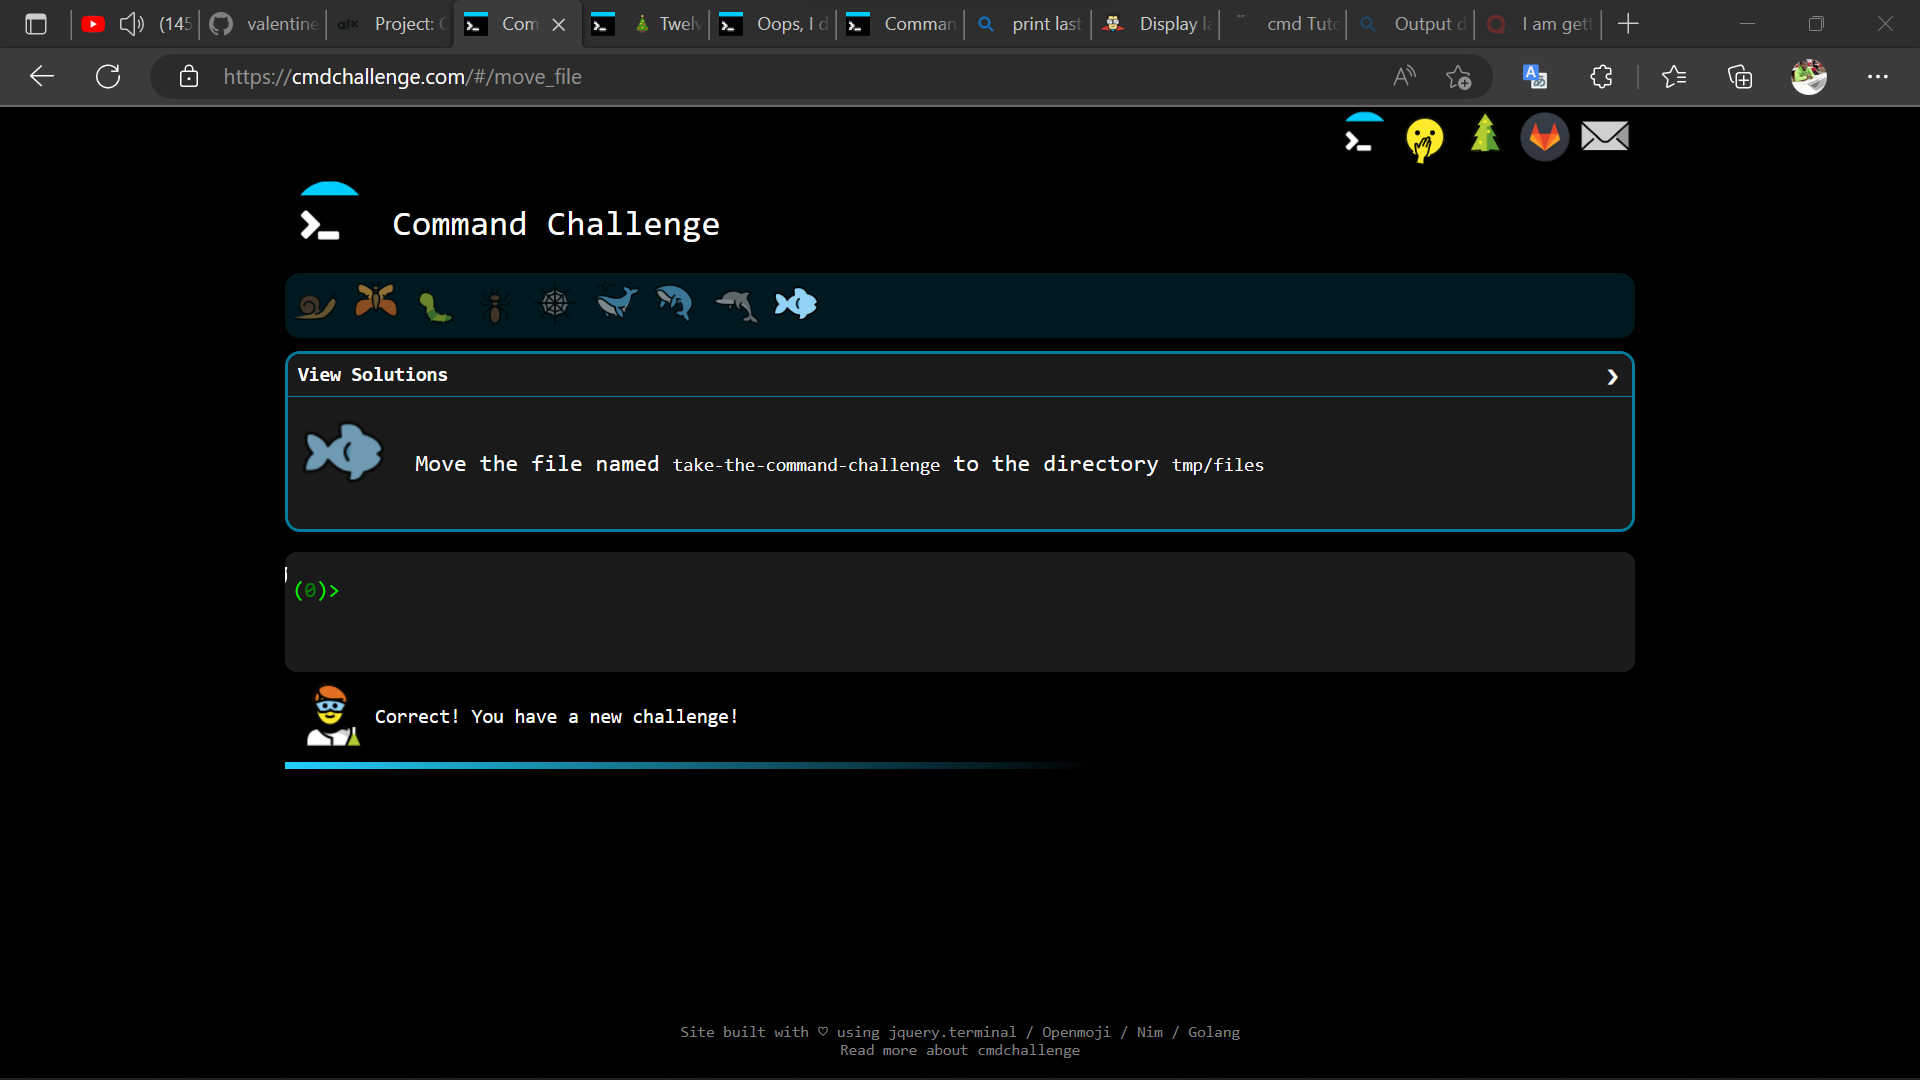 (145 valentine Project: C Com Twelv Oops, I d Comman print last Display la cmd Tuto Output d I am gett
https://cmdchallenge.com/#/move_file
Command Challenge
View Solutions
Move the file named take-the-command-challenge to the directory tmp/files
(0)>
Correct! You have a new challenge!
Site built with ♡ using jquery.terminal / Openmoji / Nim / Golang
Read more about cmdchallenge